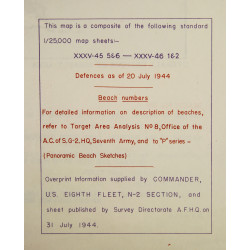 This map is a composite of the following standard
1/25,000 map sheets:-
XXXV-45 5&6 — XXXV-46 1&2
Defences as of 20 July 1944
Beach numbers
For detailed information on description of beaches,
refer to Target Area Analysis Nº 8, Office of the
A.C. of S, G-2, HQ, Seventh Army, and to "P" series -
(Panoramic Beach Sketches)
Overprint information supplied by COMMANDER,
U.S. EIGHTH FLEET, N-2 SECTION, and
sheet published by Survey Directorate A.F.H.Q. on
31 July 1944.